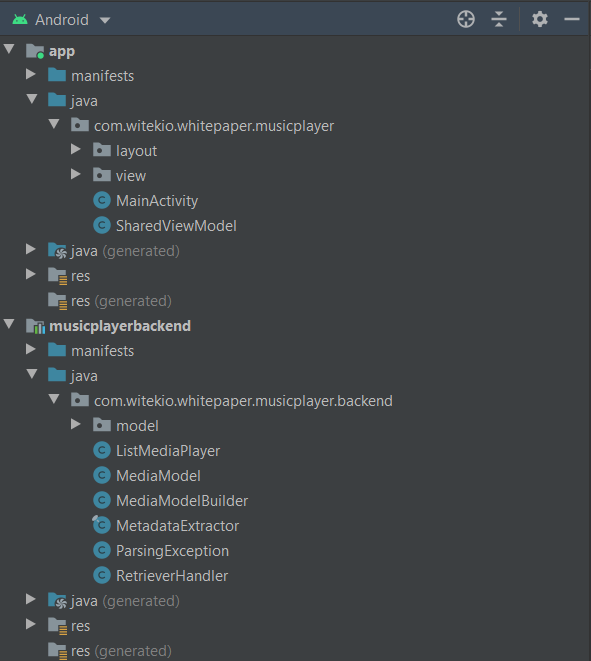 Android
app
manifests
java
com.witekio.whitepaper.musicplayer
layout
view
MainActivity
SharedViewModel
java (generated)
res
res (generated)
musicplayerbackend
manifests
java
com.witekio.whitepaper.musicplayer.backend
model
ListMediaPlayer
MediaModel
MediaModelBuilder
MetadataExtractor
ParsingException
RetrieverHandler
java (generated)
res
res (generated)